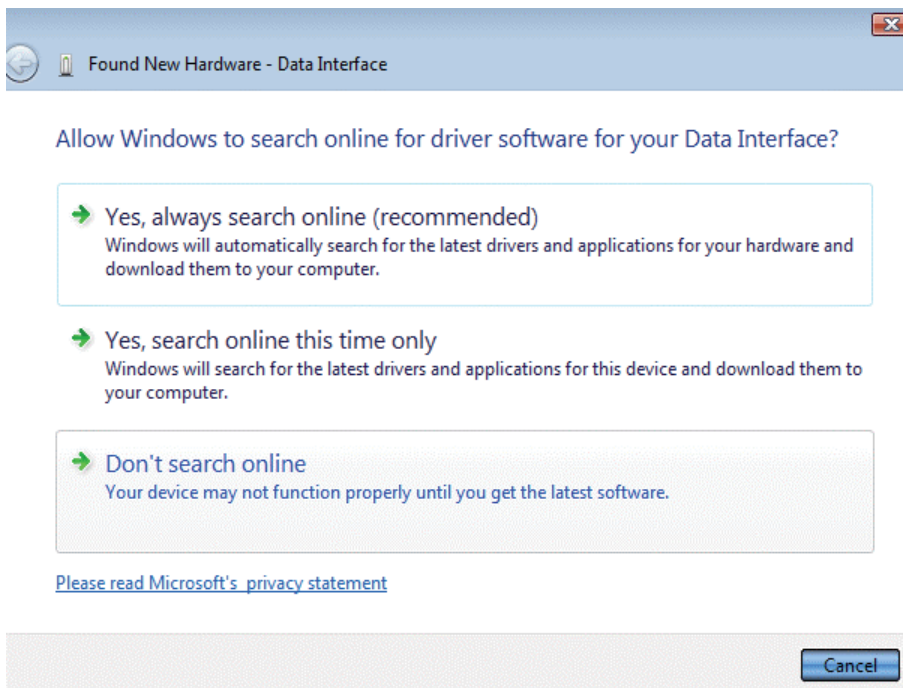 Found New Hardware - Data Interface
Allow Windows to search online for driver software for your Data Interface?
Yes, always search online (recommended)
Windows will automatically search for the latest drivers and applications for your hardware and
download them to your computer.
Yes, search online this time only
Windows will search for the latest drivers and applications for this device and download them to
your computer.
Don't search online
Your device may not function properly until you get the latest software.
Please read Microsoft's privacy statement
Cancel